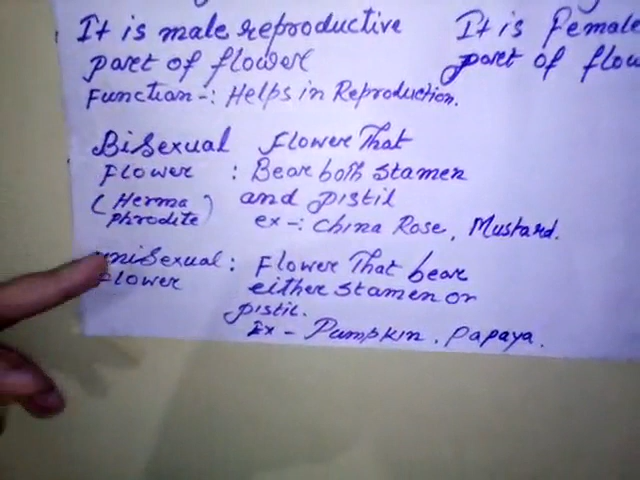 It is male reproductive
part of flower
It is Female
part of flow
Function -: Helps in Reproduction.
Bisexual Flower That
Flower : Bear both stamen
(Herma and pistil
phrodite) ex -: China Rose, Mustard.
unisexual : Flower That bear
Flower either stamen or
pistil.
Ex - Pumpkin, Papaya.